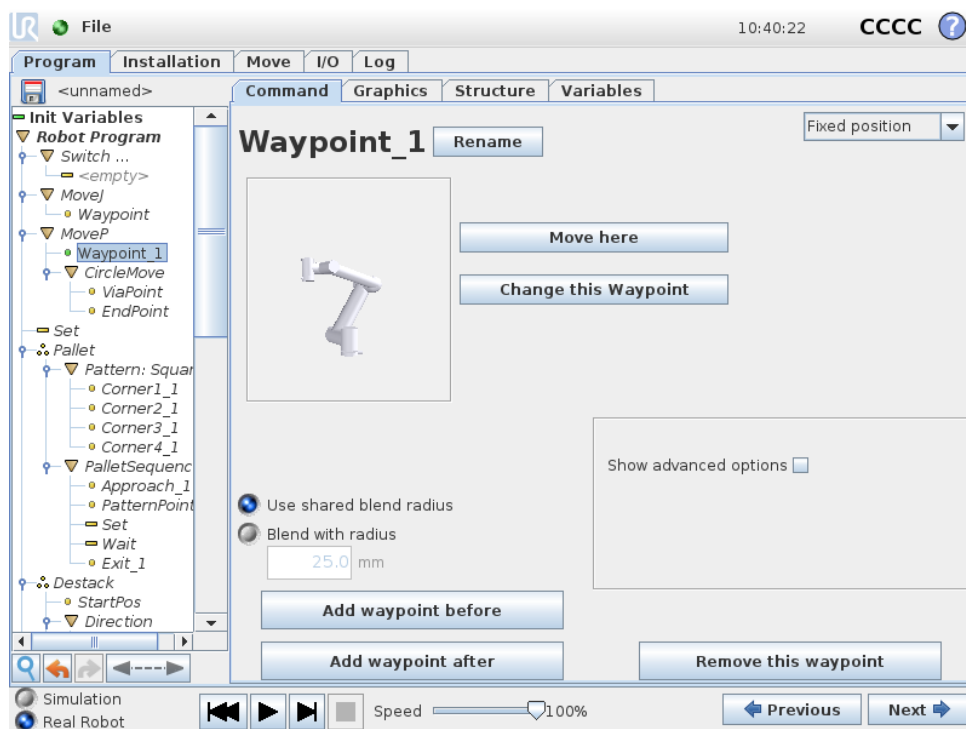 UR File 10:40:22 CCCC ?
Program Installation Move I/O Log
<unnamed> Command Graphics Structure Variables
Init Variables
Robot Program
Switch ...
<empty>
MoveJ
Waypoint
MoveP
Waypoint_1
CircleMove
ViaPoint
EndPoint
Set
Pallet
Pattern: Squar
Corner1_1
Corner2_1
Corner3_1
Corner4_1
PalletSequenc
Approach_1
PatternPoint
Set
Wait
Exit_1
Destack
StartPos
Direction
Waypoint_1 Rename Fixed position
Move here
Change this Waypoint
Show advanced options
Use shared blend radius
Blend with radius
25.0 mm
Add waypoint before
Add waypoint after Remove this waypoint
Simulation
Real Robot
Speed 100% Previous Next